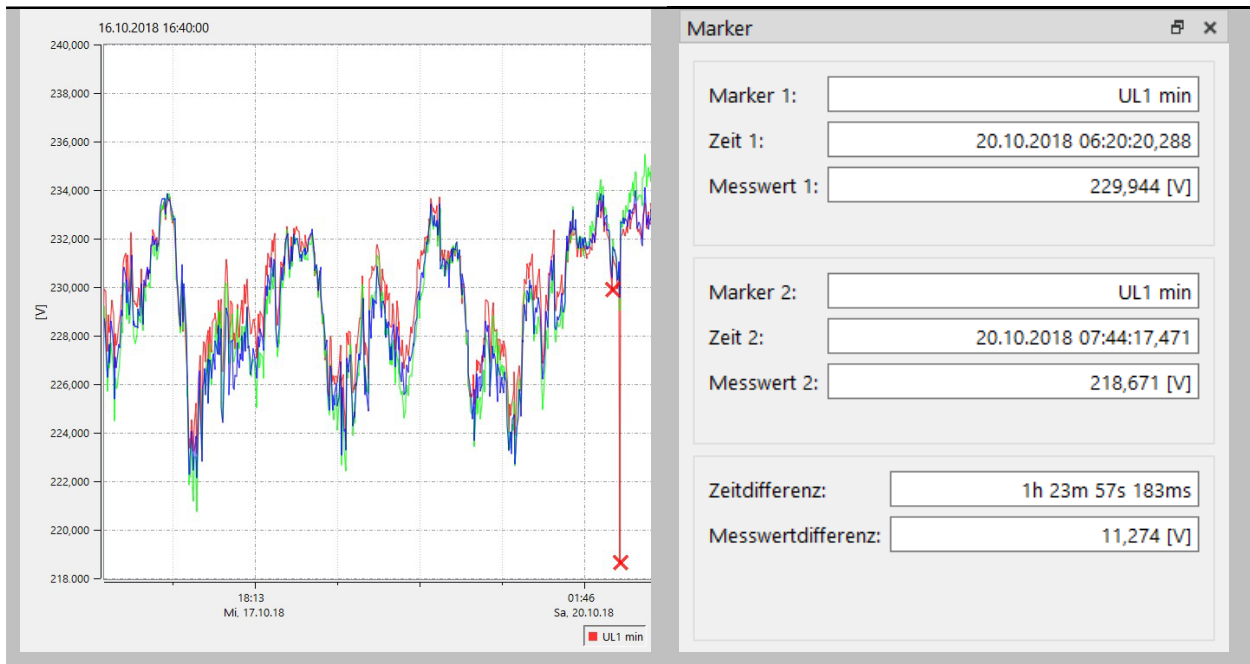 16.10.2018 16:40:00
240,000
238,000
236,000
234,000
232,000
230,000
[V]
228,000
226,000
224,000
222,000
220,000
218.000
18:13
Mi, 17.10.18
01:46
Sa, 20.10.18
UL1 min
Marker
Marker 1: UL1 min
Zeit 1: 20.10.2018 06:20:20,288
Messwert 1: 229,944 [V]
Marker 2: UL1 min
Zeit 2: 20.10.2018 07:44:17,471
Messwert 2: 218,671 [V]
Zeitdifferenz: 1h 23m 57s 183ms
Messwertdifferenz: 11,274 [V]